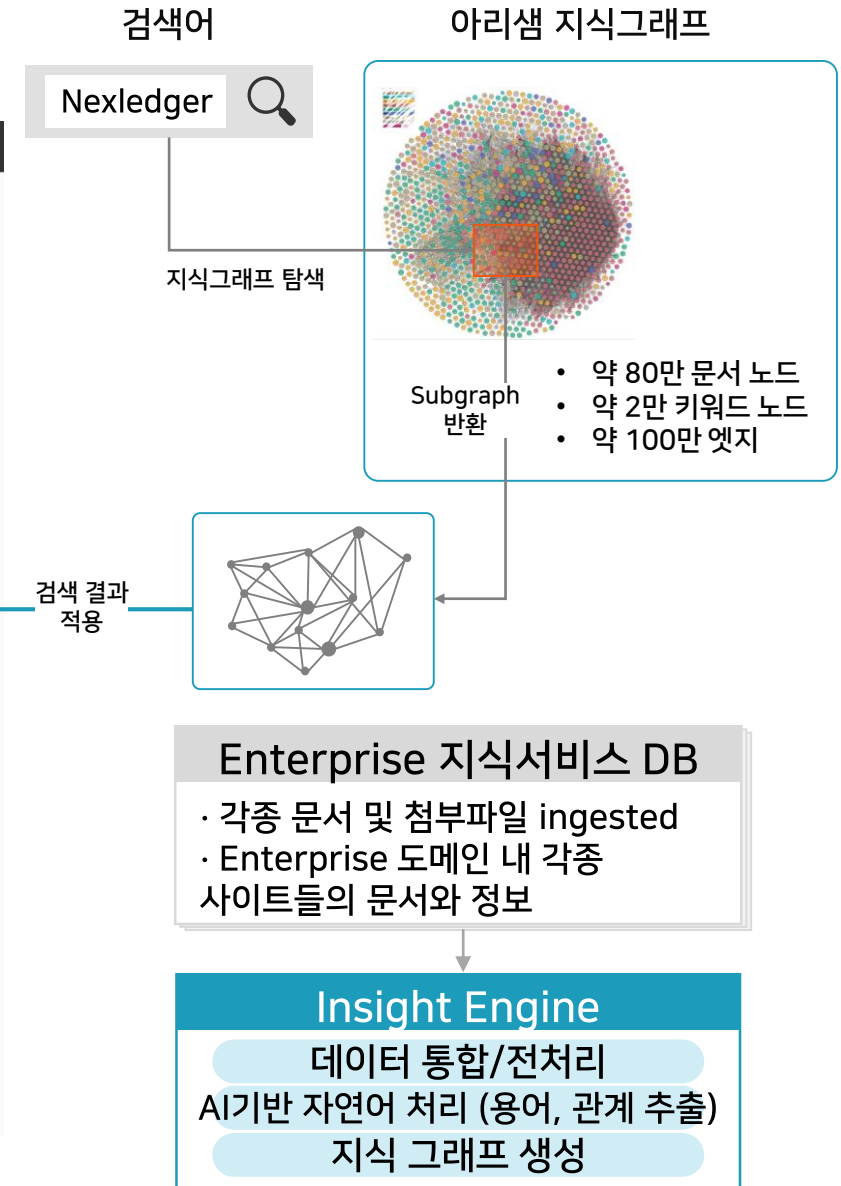 검색어
아리샘 지식그래프
Nexledger
지식그래프 탐색
Subgraph
반환
• 약 80만 문서 노드
• 약 2만 키워드 노드
• 약 100만 엣지
검색 결과
적용
Enterprise 지식서비스 DB
· 각종 문서 및 첨부파일 ingested
· Enterprise 도메인 내 각종
사이트들의 문서와 정보
Insight Engine
데이터 통합/전처리
AI기반 자연어 처리 (용어, 관계 추출)
지식 그래프 생성